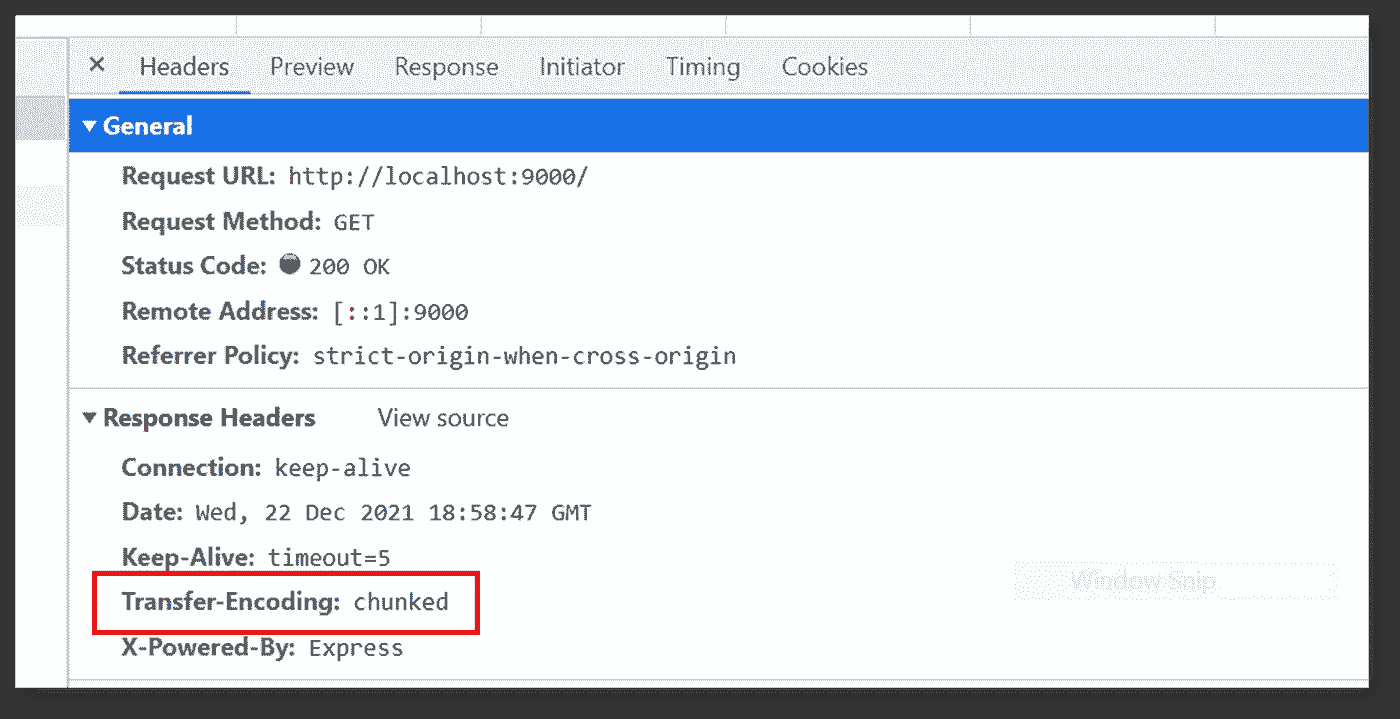 × Headers Preview Response Initiator Timing Cookies
▼ General
Request URL: http://localhost:9000/
Request Method: GET
Status Code: 200 OK
Remote Address: [::1]:9000
Referrer Policy: strict-origin-when-cross-origin
▼ Response Headers View source
Connection: keep-alive
Date: Wed, 22 Dec 2021 18:58:47 GMT
Keep-Alive: timeout=5
Window Snip
Transfer-Encoding: chunked
X-Powered-By: Express